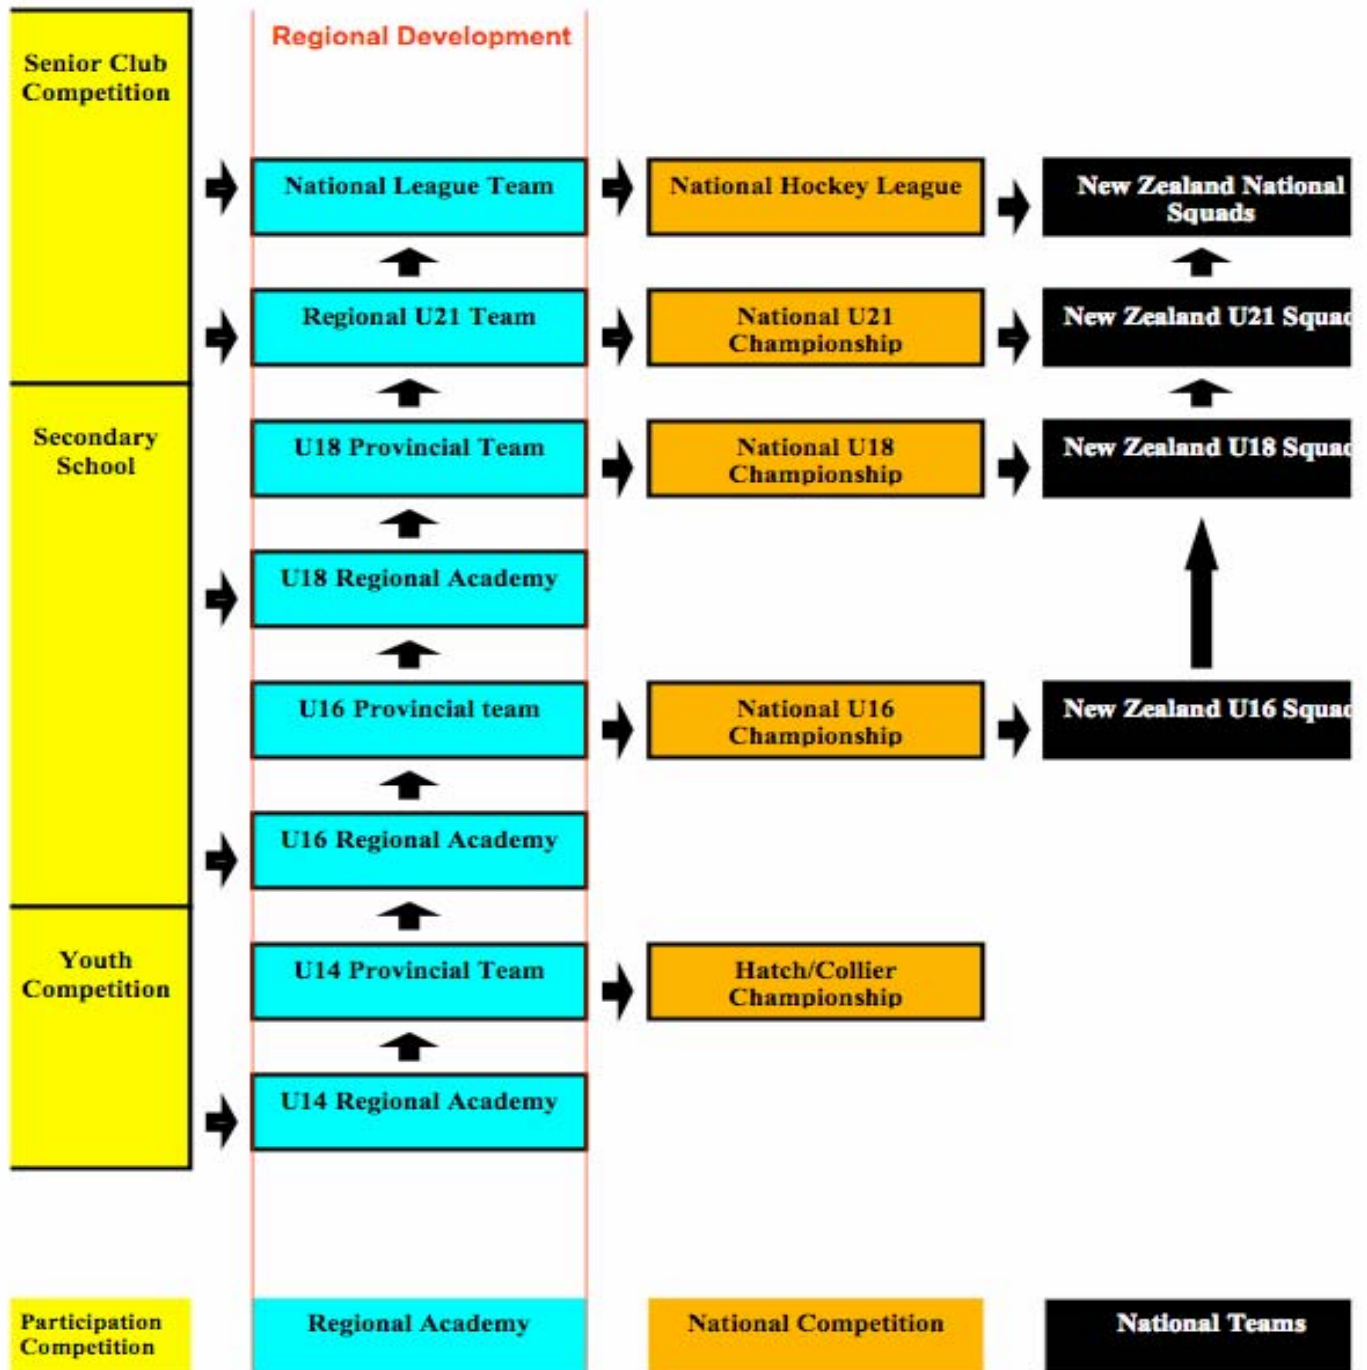 Regional Development
Senior Club
Competition
National League Team
National Hockey League
New Zealand National
Squads
Regional U21 Team
National U21
Championship
New Zealand U21 Squad
Secondary
School
U18 Provincial Team
National U18
Championship
New Zealand U18 Squad
U18 Regional Academy
U16 Provincial team
National U16
Championship
New Zealand U16 Squad
U16 Regional Academy
Youth
Competition
U14 Provincial Team
Hatch/Collier
Championship
U14 Regional Academy
Participation
Competition
Regional Academy
National Competition
National Teams